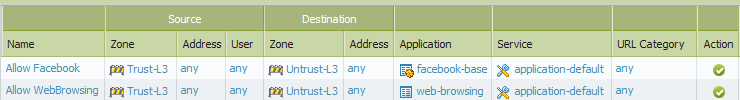 Source Destination
Name Zone Address User Zone Address Application Service URL Category Action
Allow Facebook Trust-L3 any any Untrust-L3 any facebook-base application-default any
Allow WebBrowsing Trust-L3 any any Untrust-L3 any web-browsing application-default any